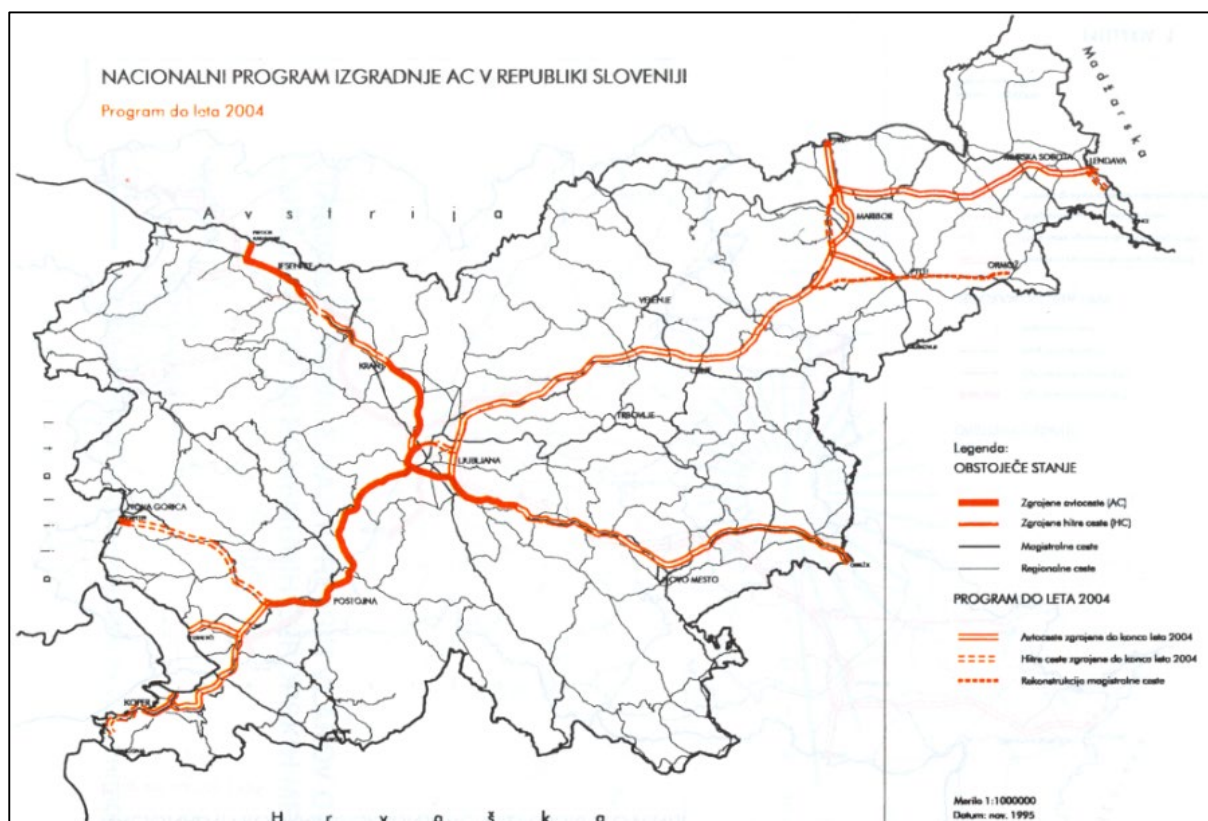 NACIONALNI PROGRAM IZGRADNJE AC V REPUBLIKI SLOVENIJI
Program do leta 2004
Madžarska
Avstrija
MURSKA SOBOTA
LENDAVA
MARIBOR
JESENICE
ORMOŽ
PTUJ
VELENJE
KRANJ
CELJE
TRBOVLJE
LJUBLJANA
NOVA GORICA
NOVO MESTO
POSTOJNA
KOPER
Hrvaška
Legenda:
OBSTOJEČE STANJE
Zgrajene avtoceste (AC)
Zgrajene hitre ceste (HC)
Magistralne ceste
Regionalne ceste
PROGRAM DO LETA 2004
Avtoceste zgrajene do konca leta 2004
Hitre ceste zgrajene do konca leta 2004
Rekonstrukcija magistralne ceste
Merilo 1:1000000
Datum: nov. 1995